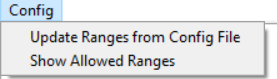 Config
Update Ranges from Config File
Show Allowed Ranges